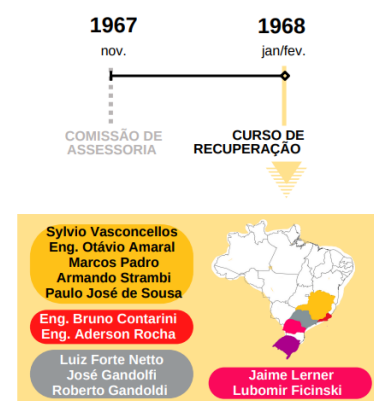 1967
nov.
1968
jan/fev.
COMISSÃO DE
ASSESSORIA
CURSO DE
RECUPERAÇÃO
Sylvio Vasconcellos
Eng. Otávio Amaral
Marcos Padro
Armando Strambi
Paulo José de Sousa
Eng. Bruno Contarini
Eng. Aderson Rocha
Luiz Forte Netto
José Gandolfi
Roberto Gandoldi
Jaime Lerner
Lubomir Ficinski